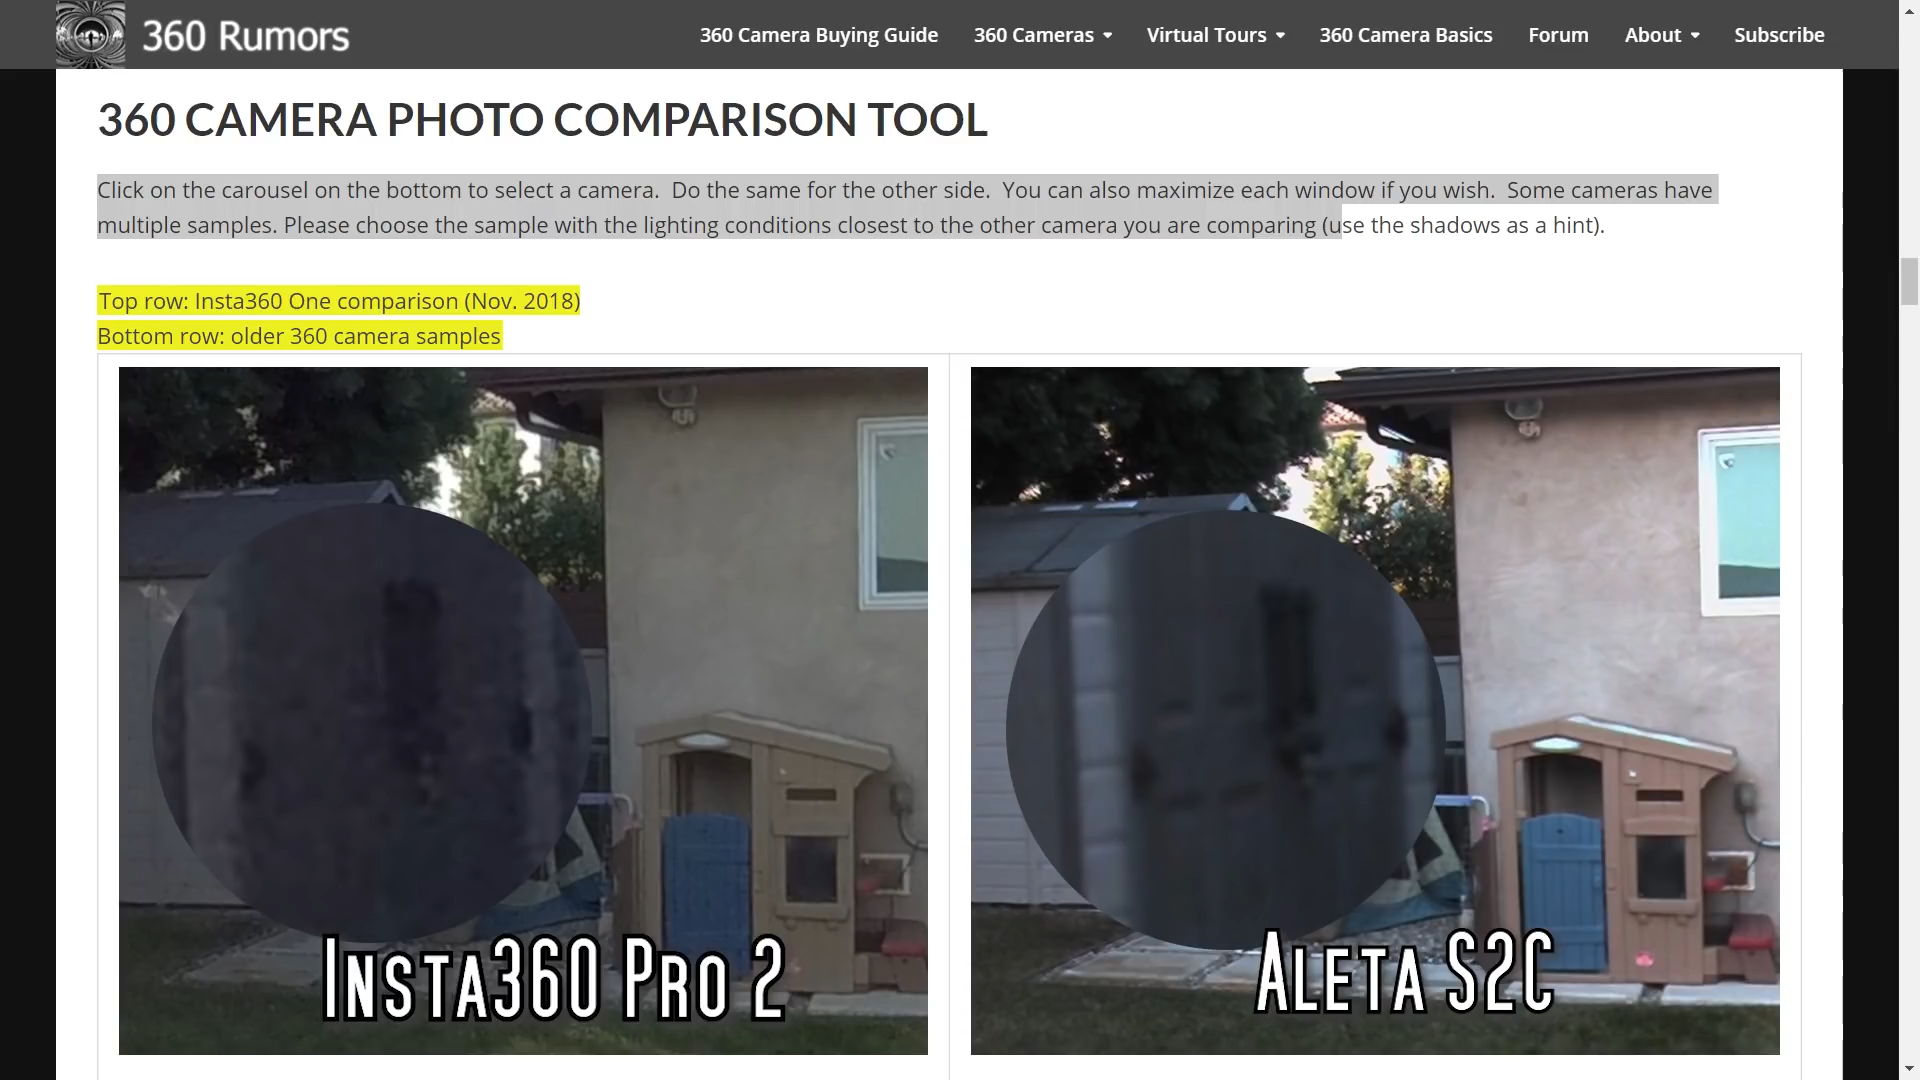 360 Rumors
360 Camera Buying Guide 360 Cameras Virtual Tours 360 Camera Basics Forum About Subscribe
360 CAMERA PHOTO COMPARISON TOOL
Click on the carousel on the bottom to select a camera. Do the same for the other side. You can also maximize each window if you wish. Some cameras have
multiple samples. Please choose the sample with the lighting conditions closest to the other camera you are comparing (use the shadows as a hint).
Top row: Insta360 One comparison (Nov. 2018)
Bottom row: older 360 camera samples
Insta360 Pro 2
Aleta S2C